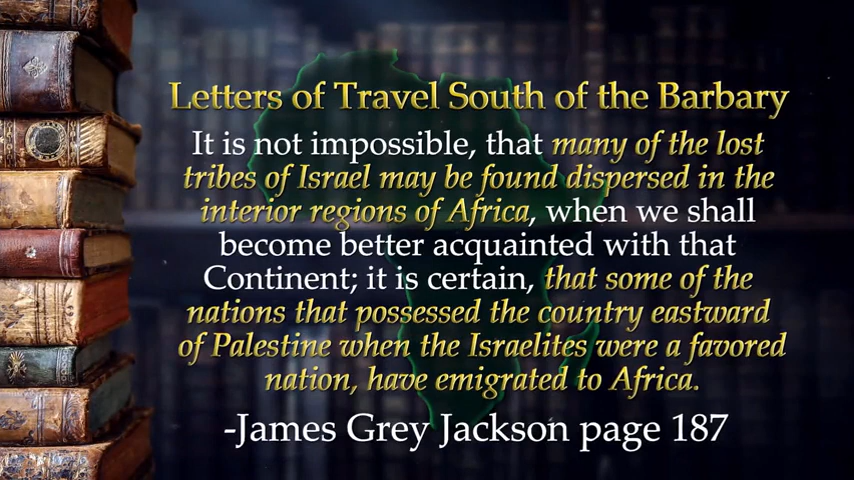 Letters of Travel South of the Barbary
It is not impossible, that many of the lost
tribes of Israel may be found dispersed in the
interior regions of Africa, when we shall
become better acquainted with that
Continent; it is certain, that some of the
nations that possessed the country eastward
of Palestine when the Israelites were a favored
nation, have emigrated to Africa.
-James Grey Jackson page 187